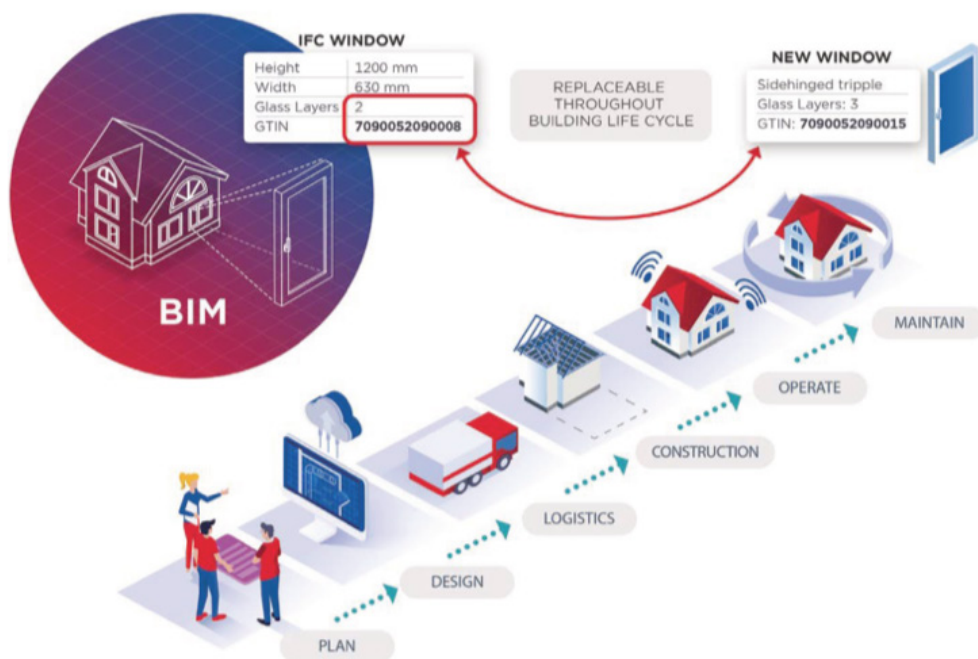 IFC WINDOW
Height 1200 mm
Width 630 mm
Glass Layers 2
GTIN 7090052090008
REPLACEABLE
THROUGHOUT
BUILDING LIFE CYCLE
NEW WINDOW
Sidehinged tripple
Glass Layers: 3
GTIN: 7090052090015
BIM
MAINTAIN
OPERATE
CONSTRUCTION
LOGISTICS
DESIGN
PLAN